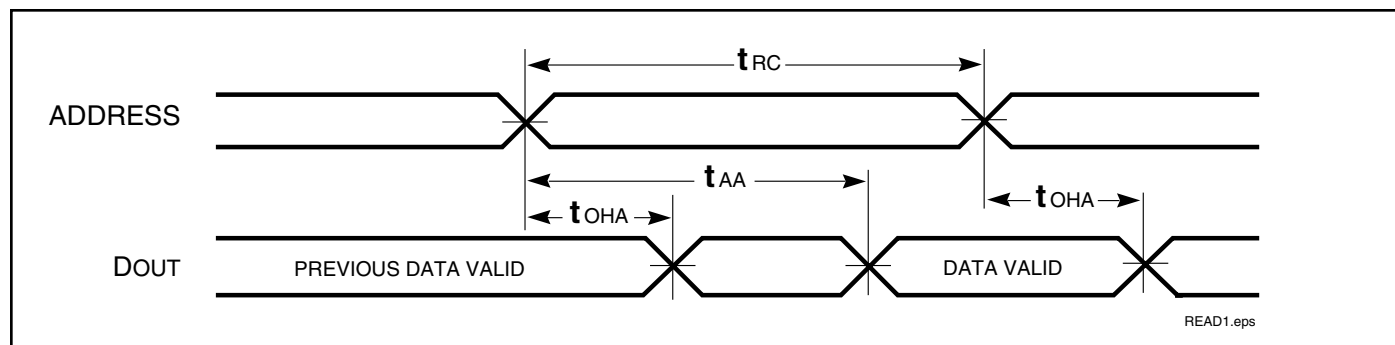 tRC
ADDRESS
tAA
tOHA
tOHA
DOUT
PREVIOUS DATA VALID
DATA VALID
READ1.eps